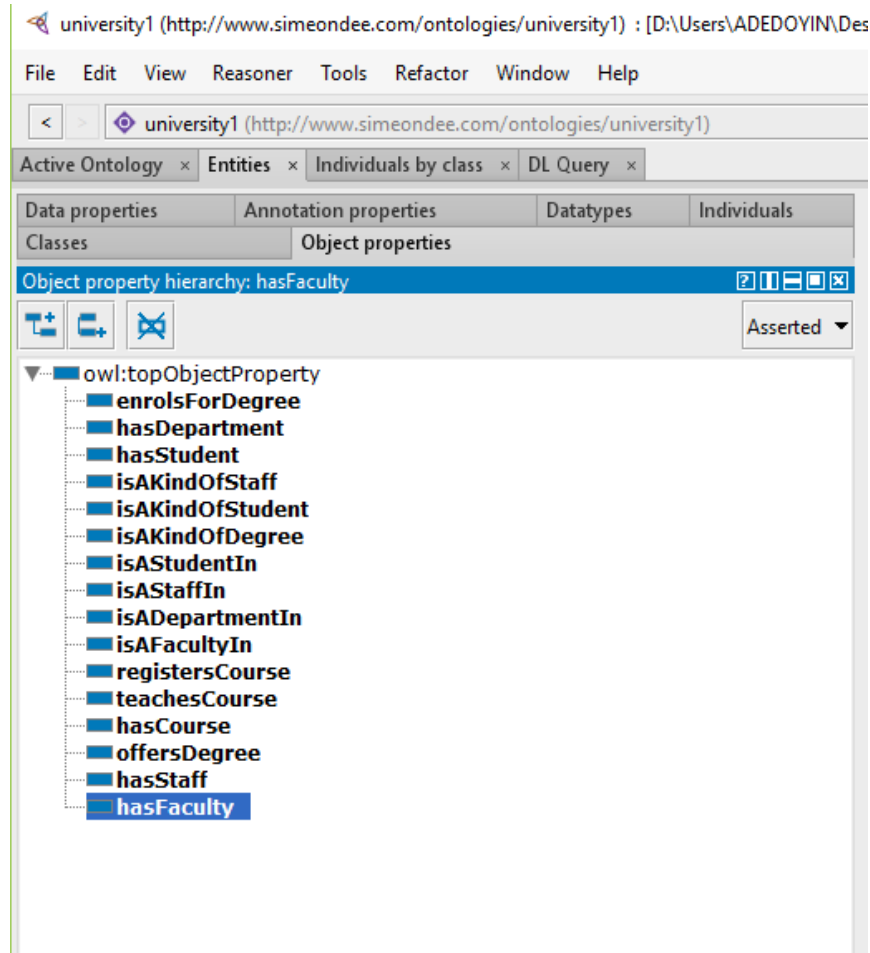 university1 (http://www.simeondee.com/ontologies/university1) : [D:\Users\ADEDOYIN\Des
File Edit View Reasoner Tools Refactor Window Help
< > university1 (http://www.simeondee.com/ontologies/university1)
Active Ontology × Entities × Individuals by class × DL Query ×
Data properties Annotation properties Datatypes Individuals
Classes Object properties
Object property hierarchy: hasFaculty
Asserted
owl:topObjectProperty
enrolsForDegree
hasDepartment
hasStudent
isAKindOfStaff
isAKindOfStudent
isAKindOfDegree
isAStudentIn
isAStaffIn
isADepartmentIn
isAFacultyIn
registersCourse
teachesCourse
hasCourse
offersDegree
hasStaff
hasFaculty